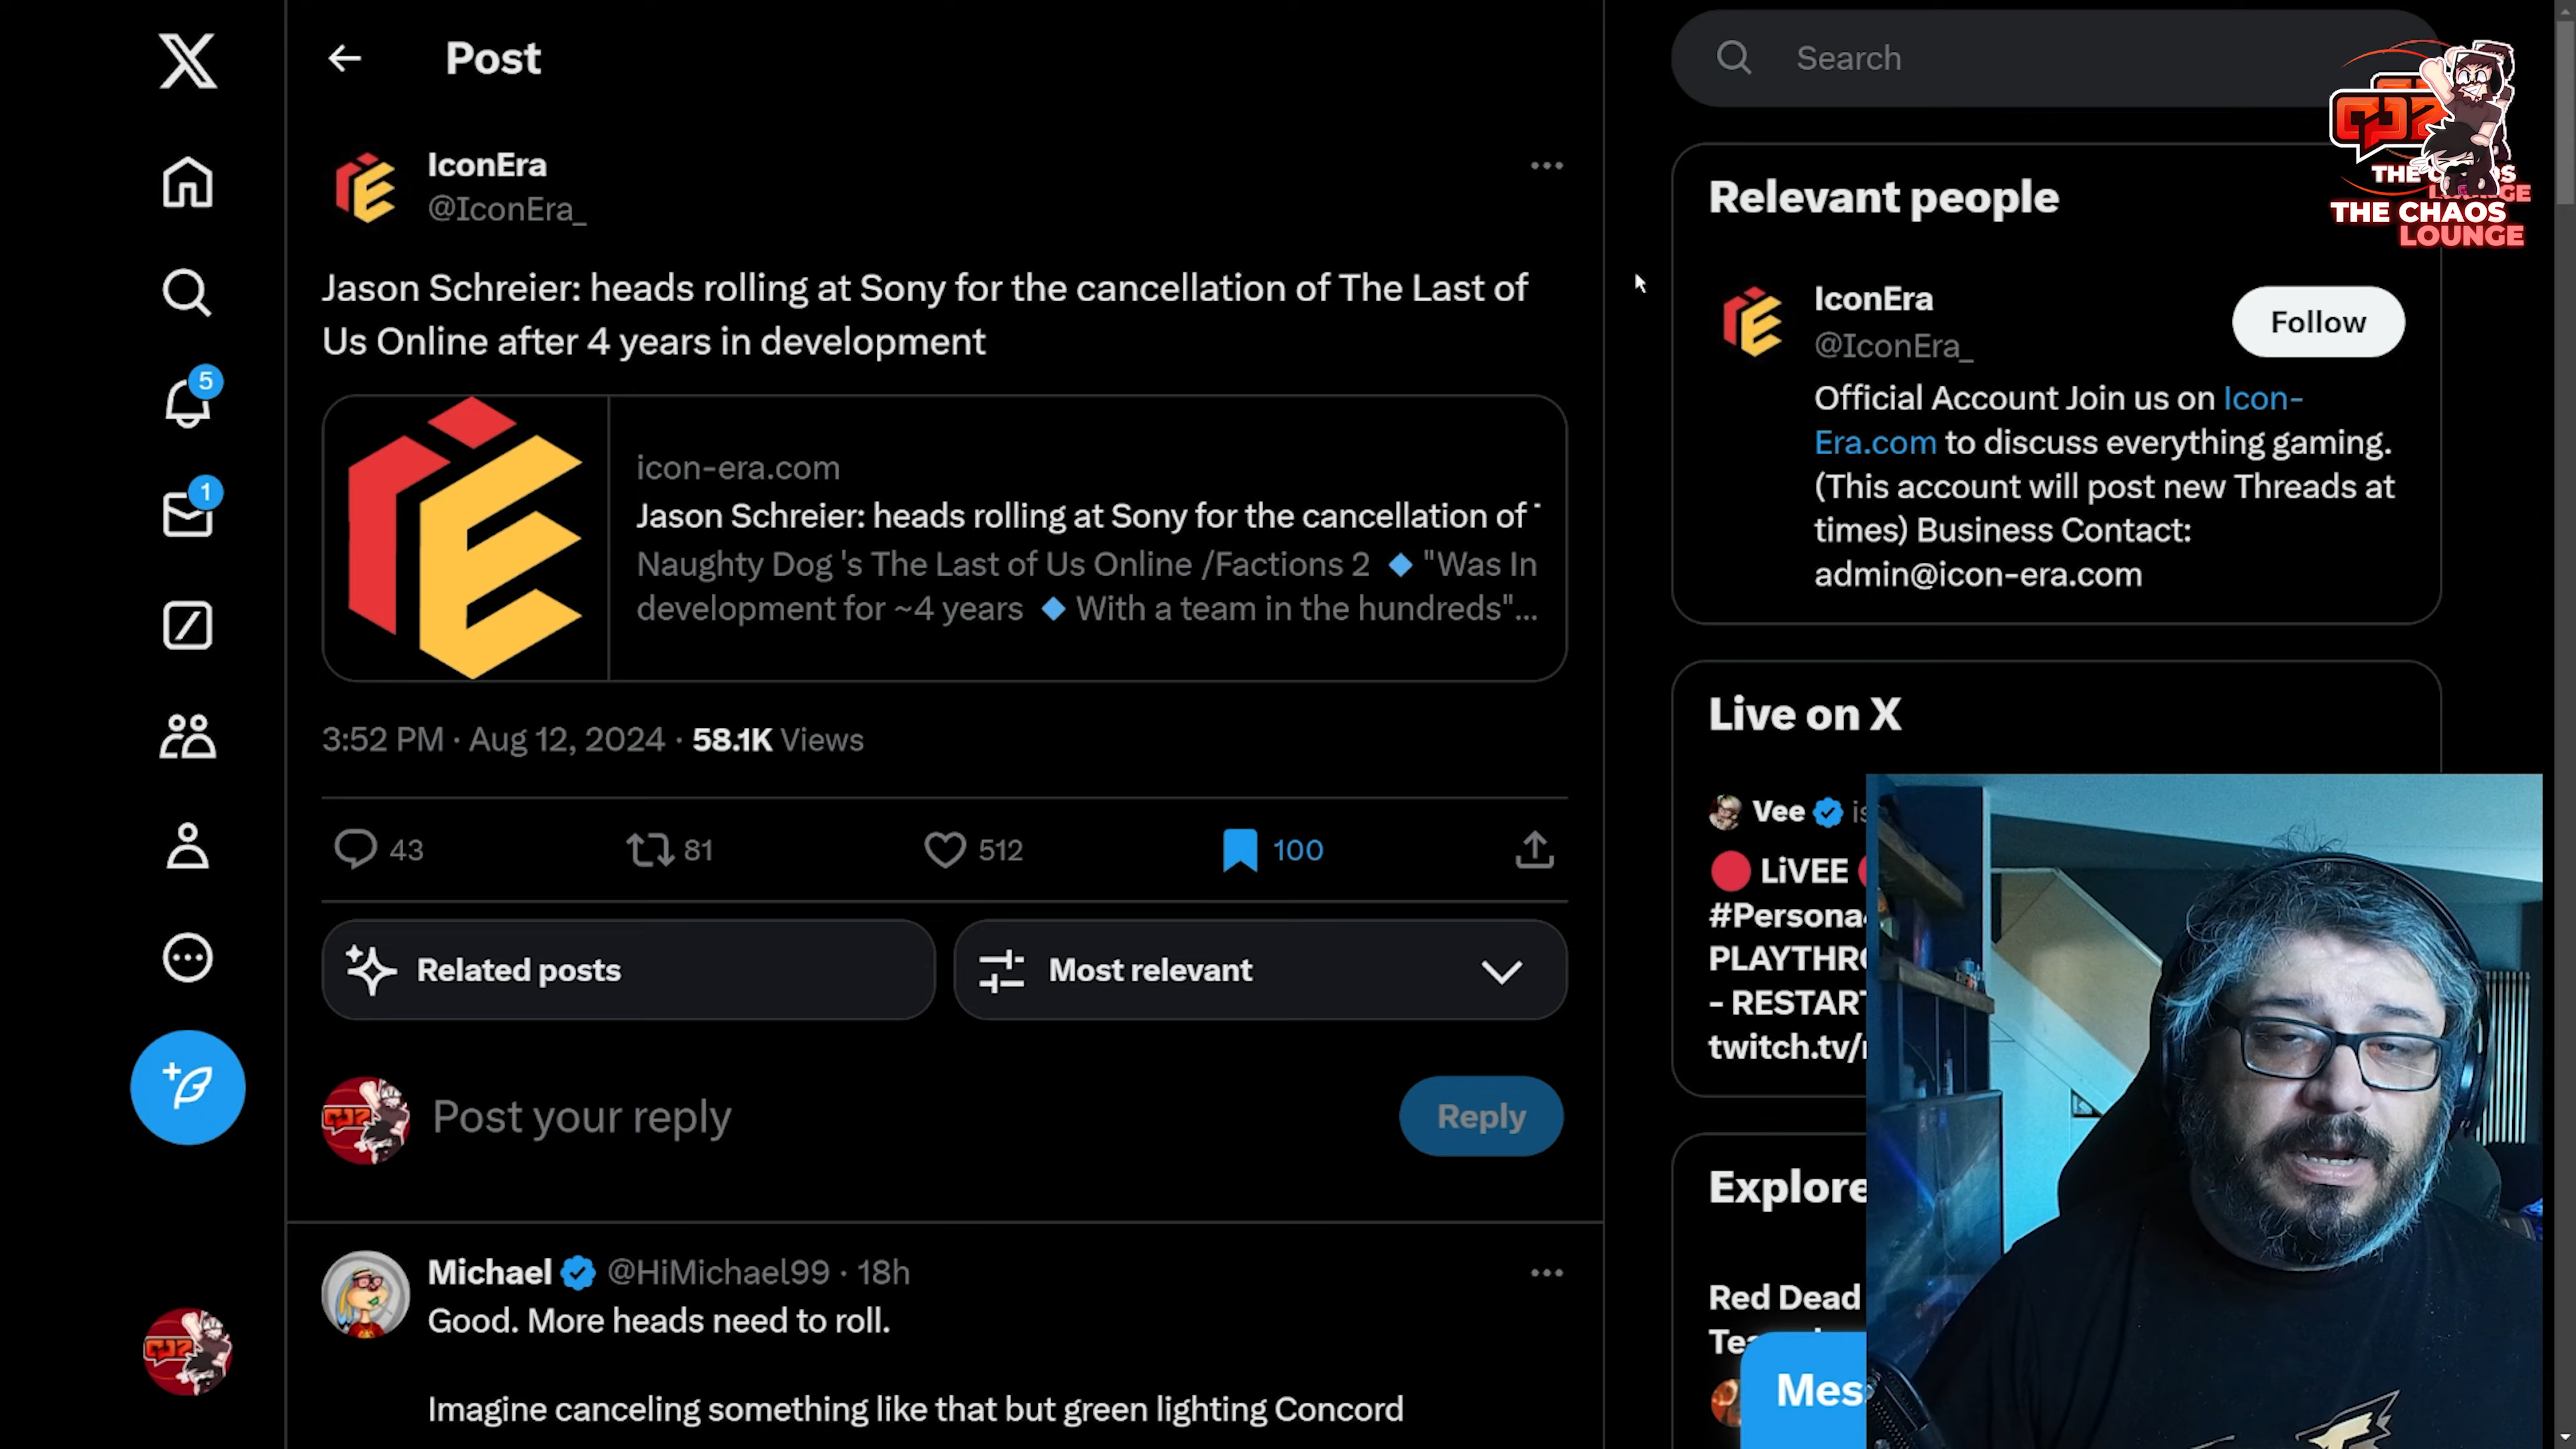 Post
Search
IconEra
@IconEra_
Jason Schreier: heads rolling at Sony for the cancellation of The Last of
Us Online after 4 years in development
icon-era.com
Jason Schreier: heads rolling at Sony for the cancellation of
Naughty Dog 's The Last of Us Online /Factions 2 🔹 "Was In
development for ~4 years 🔹 With a team in the hundreds"...
3:52 PM · Aug 12, 2024 · 58.1K Views
43
81
512
100
Related posts
Most relevant
Post your reply
Reply
Michael @HiMichael99 · 18h
Good. More heads need to roll.
Imagine canceling something like that but green lighting Concord
5
1
THE CHAOS
LOUNGE
Relevant people
IconEra
@IconEra_
Follow
Official Account Join us on Icon-
Era.com to discuss everything gaming.
(This account will post new Threads at
times) Business Contact:
admin@icon-era.com
Live on X
Vee
🔴 LiVEE
#Persona
PLAYTHR
- RESTART
twitch.tv/
Explore
Red Dead
Mes